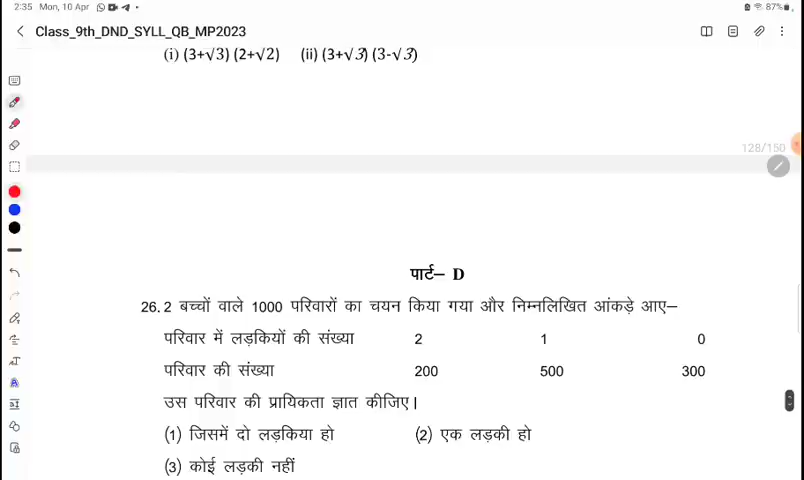 2:35 Mon, 10 Apr 87%
Class_9th_DND_SYLL_QB_MP2023
(i) (3+√3) (2+√2) (ii) (3+√3) (3-√3)
128/150
पार्ट– D
26. 2 बच्चों वाले 1000 परिवारों का चयन किया गया और निम्नलिखित आंकड़े आए–
परिवार में लड़कियों की संख्या 2 1 0
परिवार की संख्या 200 500 300
उस परिवार की प्रायिकता ज्ञात कीजिए।
(1) जिसमें दो लड़किया हो (2) एक लड़की हो
(3) कोई लड़की नहीं